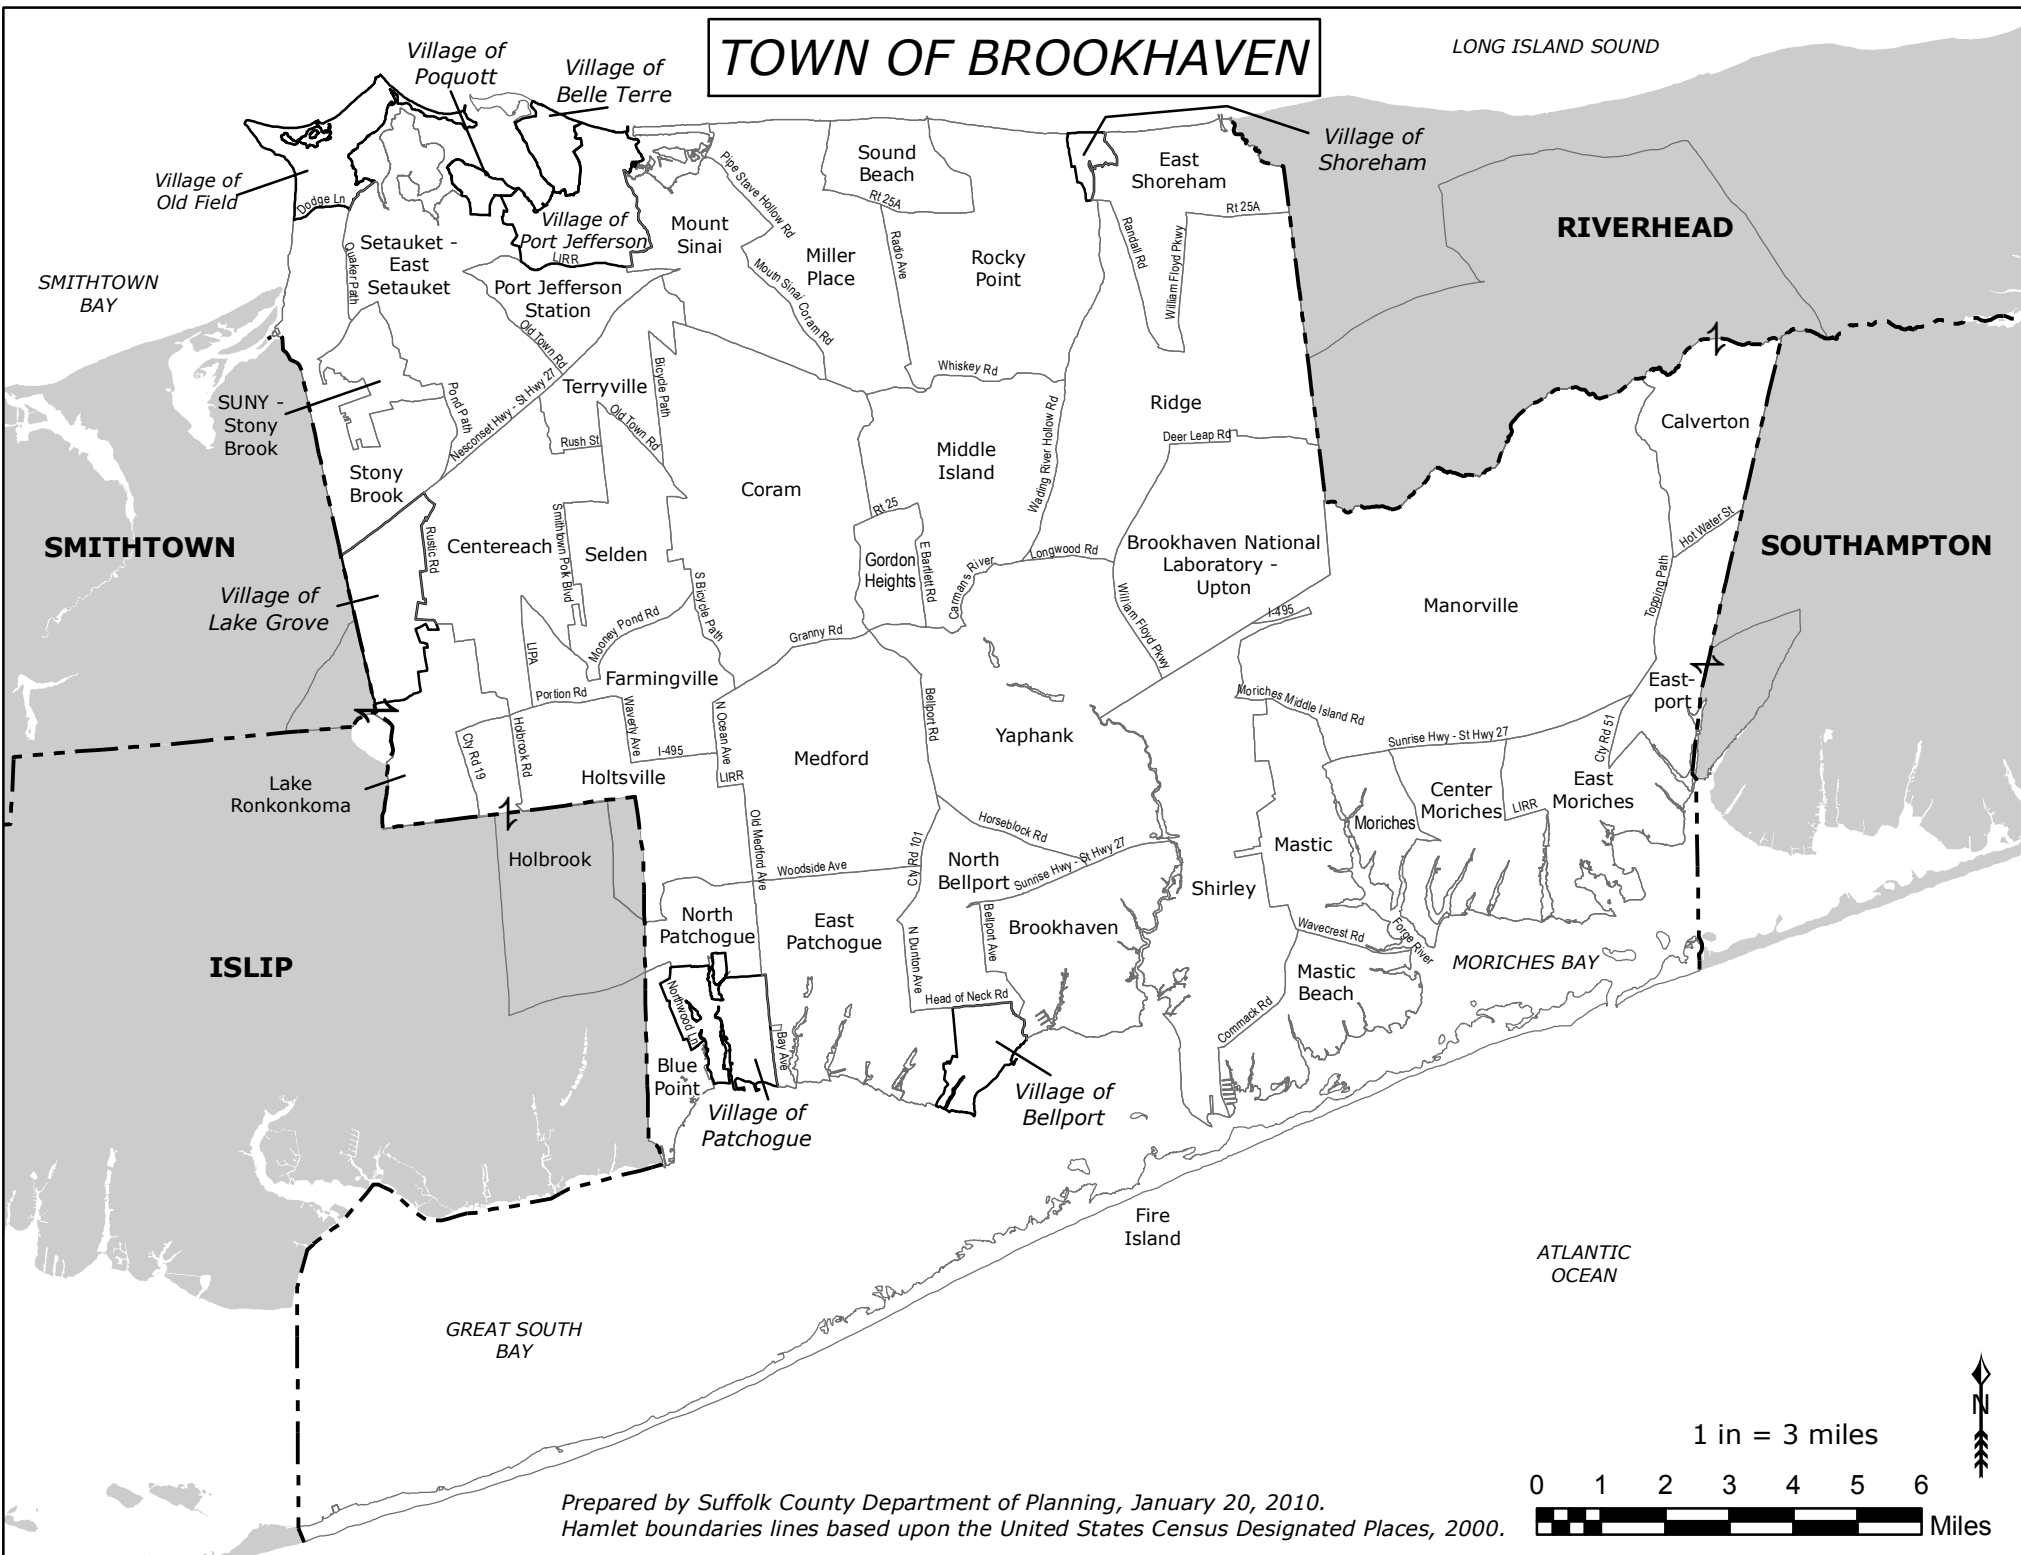 TOWN OF BROOKHAVEN
LONG ISLAND SOUND
Village of
Poquott
Village of
Belle Terre
Village of
Shoreham
Village of
Old Field
Dodge Ln
Sound
Beach
East
Shoreham
Pipe Stave Hollow Rd
Rt 25A
Rt 25A
RIVERHEAD
Village of
Port Jefferson
LIRR
Mount
Sinai
Setauket -
East
Setauket
Quaker Path
Miller
Place
Radio Ave
Rocky
Point
Randall Rd
William Floyd Pkwy
SMITHTOWN
BAY
Port Jefferson
Station
Mouth Sinai Coram Rd
Old Town Rd
Whiskey Rd
Terryville
Bicycle Path
Nesconset Hwy - St Hwy 27
Pond Path
SUNY -
Stony
Brook
Rush St
Old Town Rd
Ridge
Deer Leap Rd
Calverton
Stony
Brook
Coram
Middle
Island
Wading River Hollow Rd
Rt 25
Hot Water St
SMITHTOWN
SOUTHAMPTON
Rustic Rd
Centereach
Smithtown Polk Blvd
Selden
Gordon
Heights
E Bartlett Rd
Carman's River
Longwood Rd
Brookhaven National
Laboratory -
Upton
Village of
Lake Grove
S Bicycle Path
William Floyd Pkwy
I-495
Manorville
Topping Path
LIPA
Mooney Pond Rd
Granny Rd
Farmingville
Portion Rd
Waverly Ave
N Ocean Ave
Bellport Rd
Moriches Middle Island Rd
East-
port
Cty Rd 19
Holbrook Rd
I-495
Medford
Yaphank
Sunrise Hwy - St Hwy 27
Cty Rd 51
Lake
Ronkonkoma
Holtsville
LIRR
Center
Moriches
LIRR
East
Moriches
Moriches
Old Medford Ave
Horseblock Rd
Cty Rd 101
Holbrook
Woodside Ave
North
Bellport
Sunrise Hwy - St Hwy 27
Mastic
Shirley
ISLIP
North
Patchogue
East
Patchogue
N Dunton Ave
Bellport Ave
Brookhaven
Wavecrest Rd
Forge River
MORICHES BAY
Mastic
Beach
Northwood Ln
Head of Neck Rd
Commack Rd
Bay Ave
Blue
Point
Village of
Patchogue
Village of
Bellport
Fire
Island
ATLANTIC
OCEAN
GREAT SOUTH
BAY
N
1 in = 3 miles
0 1 2 3 4 5 6
Miles
Prepared by Suffolk County Department of Planning, January 20, 2010.
Hamlet boundaries lines based upon the United States Census Designated Places, 2000.